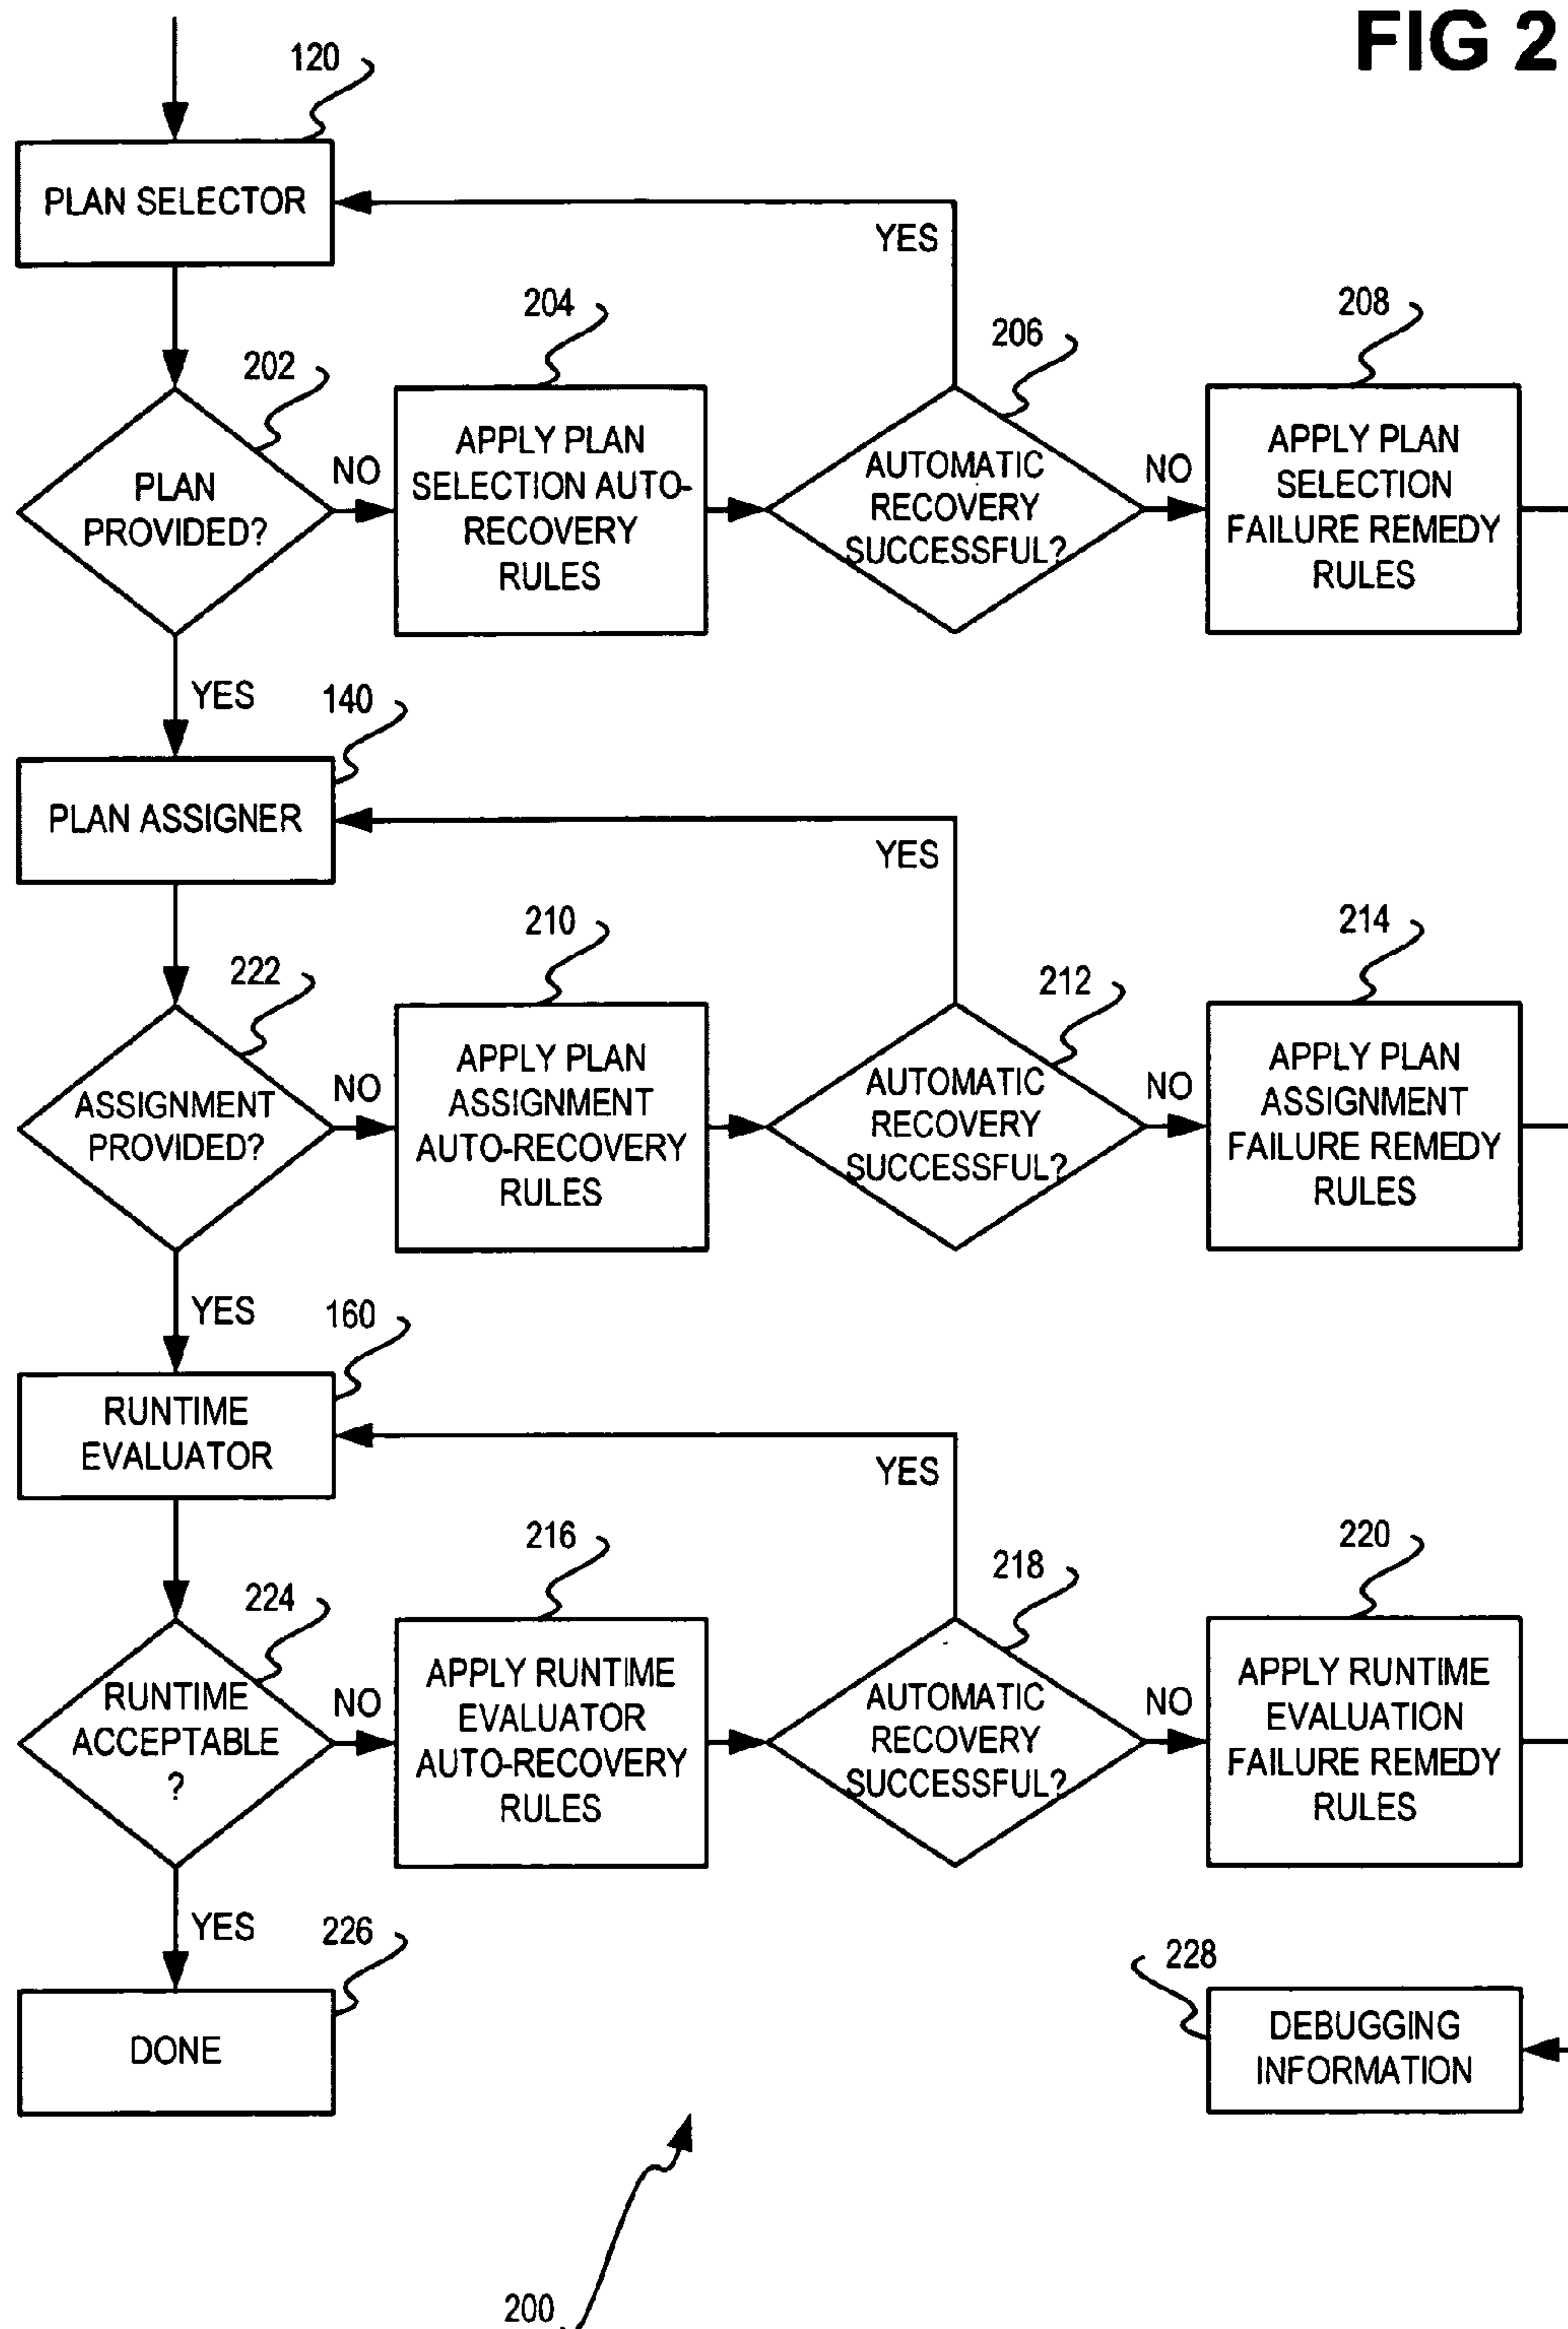 FIG 2
120
PLAN SELECTOR
YES
204
206
208
202
PLAN
PROVIDED?
NO
APPLY PLAN
SELECTION AUTO-
RECOVERY
RULES
AUTOMATIC
RECOVERY
SUCCESSFUL?
NO
APPLY PLAN
SELECTION
FAILURE REMEDY
RULES
YES
140
PLAN ASSIGNER
YES
210
212
214
222
ASSIGNMENT
PROVIDED?
NO
APPLY PLAN
ASSIGNMENT
AUTO-RECOVERY
RULES
AUTOMATIC
RECOVERY
SUCCESSFUL?
NO
APPLY PLAN
ASSIGNMENT
FAILURE REMEDY
RULES
YES
160
RUNTIME
EVALUATOR
YES
216
218
220
224
RUNTIME
ACCEPTABLE
?
NO
APPLY RUNTIME
EVALUATOR
AUTO-RECOVERY
RULES
AUTOMATIC
RECOVERY
SUCCESSFUL?
NO
APPLY RUNTIME
EVALUATION
FAILURE REMEDY
RULES
YES
226
DONE
228
DEBUGGING
INFORMATION
200